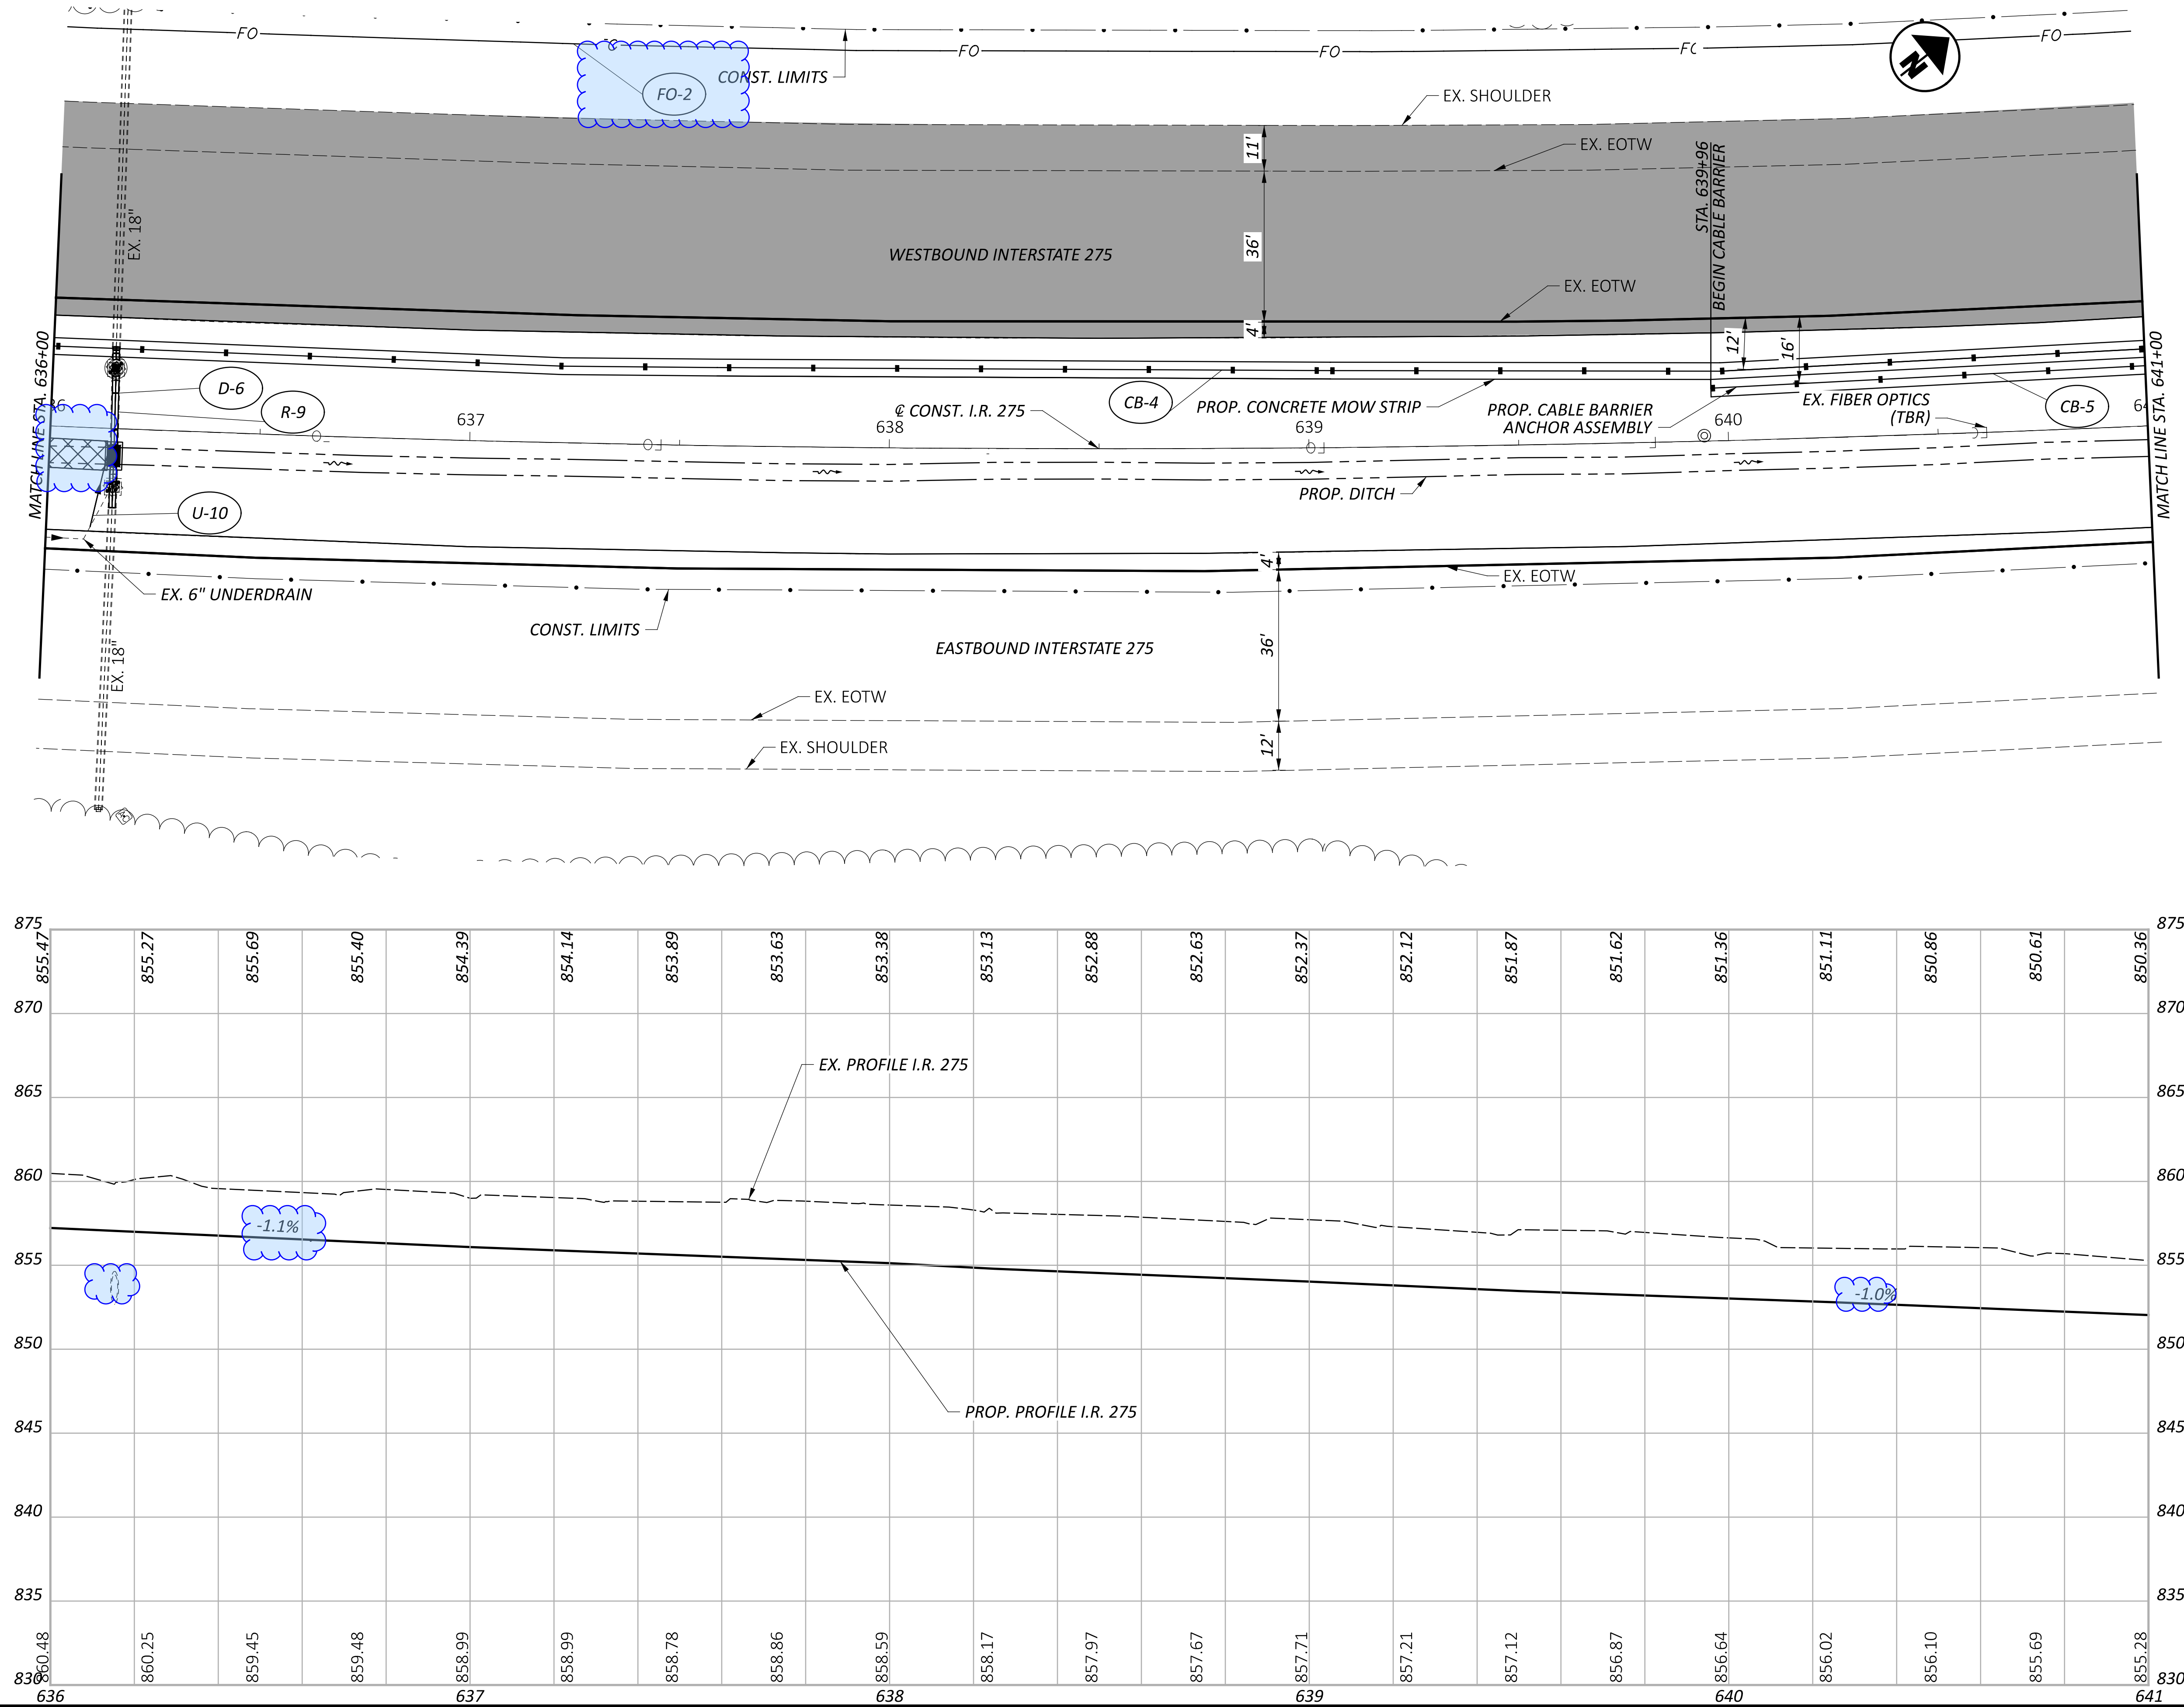 FO
FO
FO
FO
FO-2
CONST. LIMITS
N
EX. SHOULDER
11'
EX. EOTW
STA. 639+96
BEGIN CABLE BARRIER
EX. 18"
WESTBOUND INTERSTATE 275
36'
EX. EOTW
4'
12'
16'
MATCH LINE STA. 636+00
MATCH LINE STA. 641+00
D-6
R-9
CB-4
PROP. CONCRETE MOW STRIP
PROP. CABLE BARRIER
ANCHOR ASSEMBLY
EX. FIBER OPTICS
(TBR)
CB-5
℄ CONST. I.R. 275
637
638
639
640
PROP. DITCH
U-10
EX. 6" UNDERDRAIN
4'
EX. EOTW
CONST. LIMITS
EX. 18"
EASTBOUND INTERSTATE 275
36'
EX. EOTW
EX. SHOULDER
12'
875
855.47
855.27
855.69
855.40
854.39
854.14
853.89
853.63
853.38
853.13
852.88
852.63
852.37
852.12
851.87
851.62
851.36
851.11
850.86
850.61
850.36
875
870
870
EX. PROFILE I.R. 275
865
865
860
860
-1.1%
855
855
-1.0%
850
850
PROP. PROFILE I.R. 275
845
845
840
840
835
835
860.48
860.25
859.45
859.48
858.99
858.99
858.78
858.86
858.59
858.17
857.97
857.67
857.71
857.21
857.12
856.87
856.64
856.02
856.10
855.69
855.28
830
830
636
637
638
639
640
641